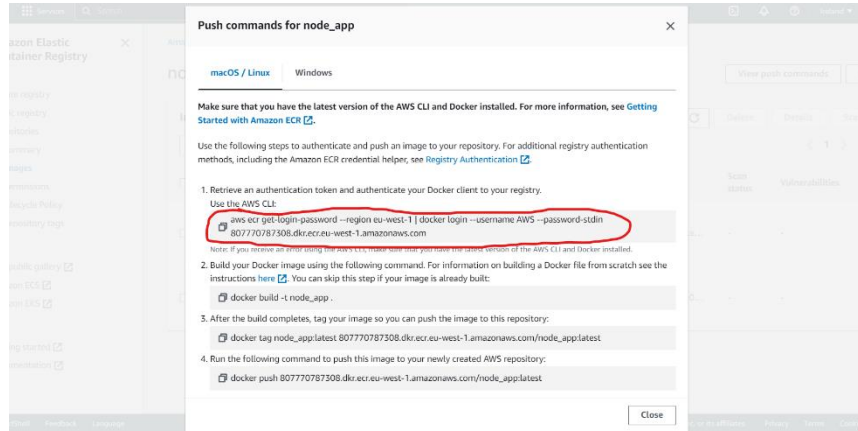 Services
Search
Amazon Elastic
Container Registry
Push commands for node_app
macOS / Linux
Windows
View push commands
Make sure that you have the latest version of the AWS CLI and Docker installed. For more information, see Getting
Started with Amazon ECR.
Use the following steps to authenticate and push an image to your repository. For additional registry authentication
methods, including the Amazon ECR credential helper, see Registry Authentication.
1. Retrieve an authentication token and authenticate your Docker client to your registry.
Use the AWS CLI:
aws ecr get-login-password --region eu-west-1 | docker login --username AWS --password-stdin
807770787308.dkr.ecr.eu-west-1.amazonaws.com
Note: If you receive an error using the AWS CLI, make sure that you have the latest version of the AWS CLI and Docker installed.
2. Build your Docker image using the following command. For information on building a Docker file from scratch see the
instructions here. You can skip this step if your image is already built:
docker build -t node_app .
3. After the build completes, tag your image so you can push the image to this repository:
docker tag node_app:latest 807770787308.dkr.ecr.eu-west-1.amazonaws.com/node_app:latest
4. Run the following command to push this image to your newly created AWS repository:
docker push 807770787308.dkr.ecr.eu-west-1.amazonaws.com/node_app:latest
Close
Scan
status
Vulnerabilities
Feedback
Language